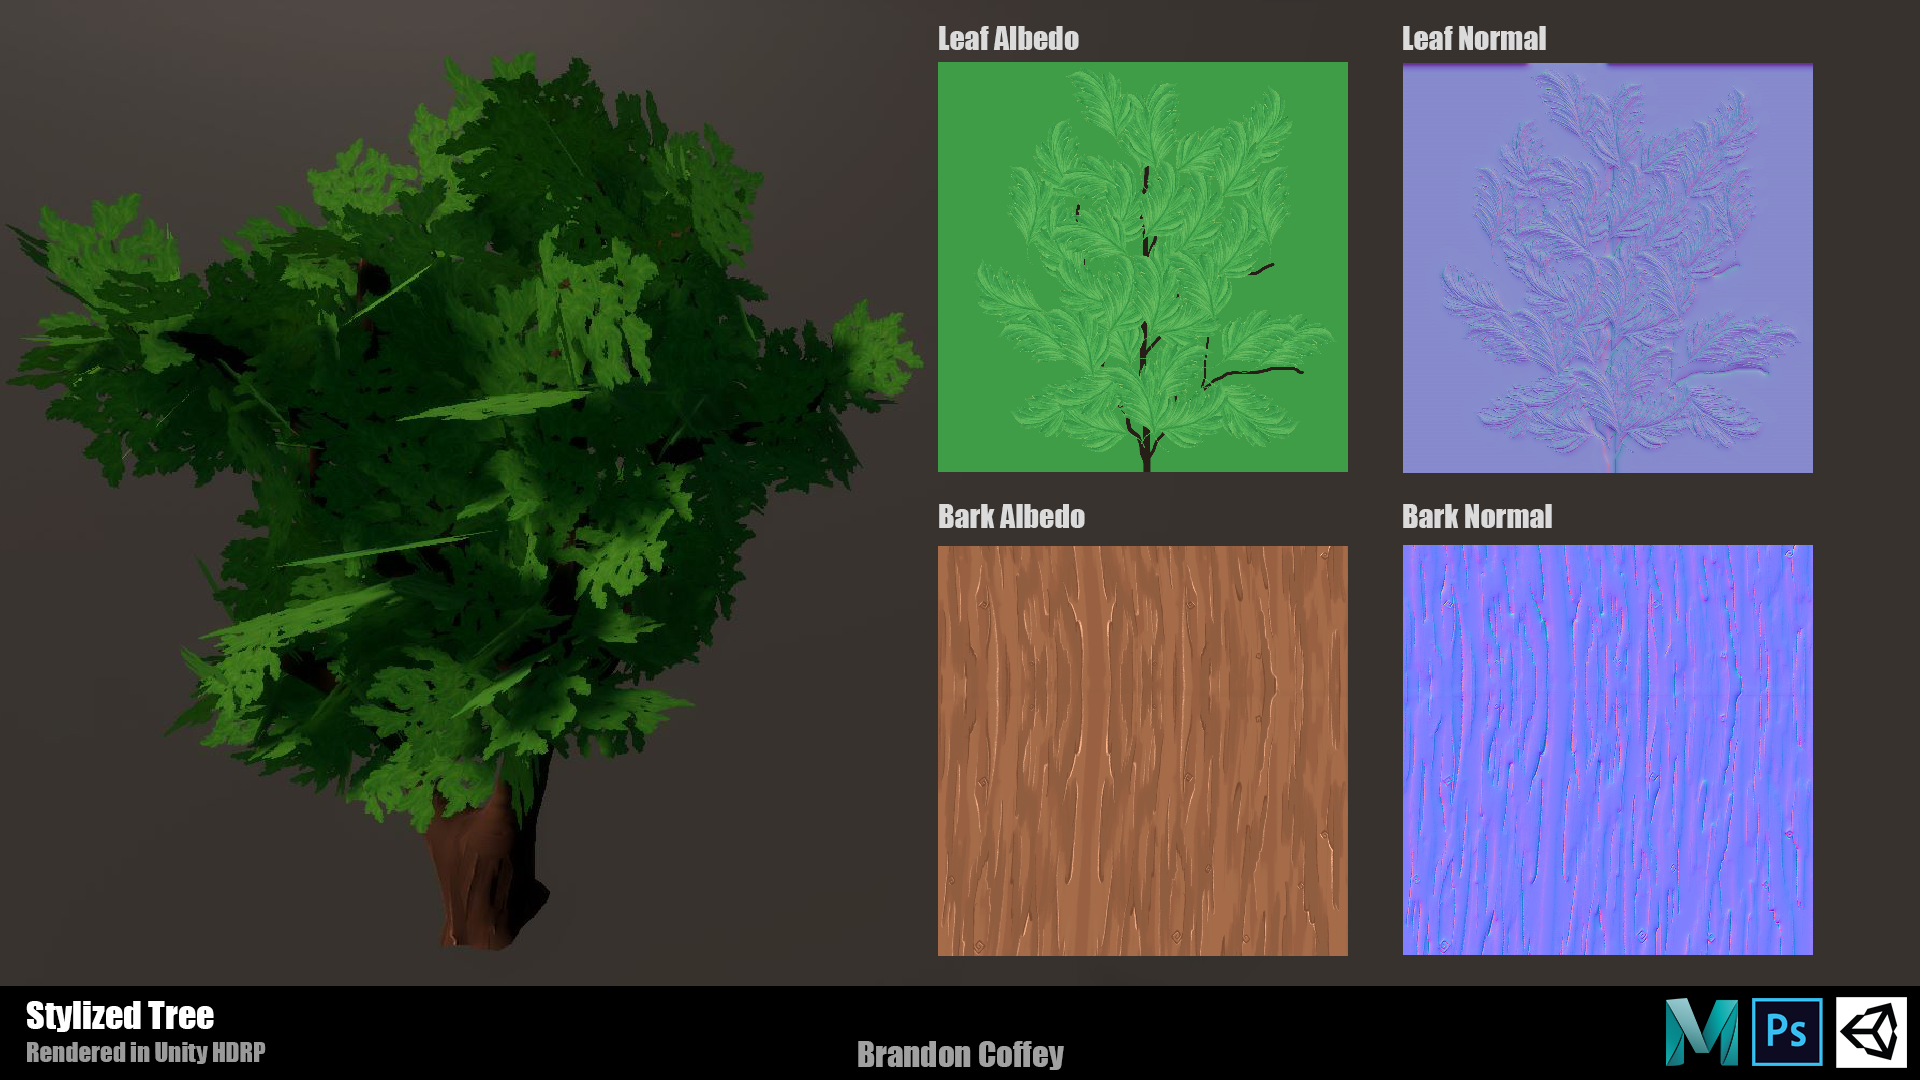 Leaf Albedo
Leaf Normal
Bark Albedo
Bark Normal
Stylized Tree
Rendered in Unity HDRP
Brandon Coffey
Ps